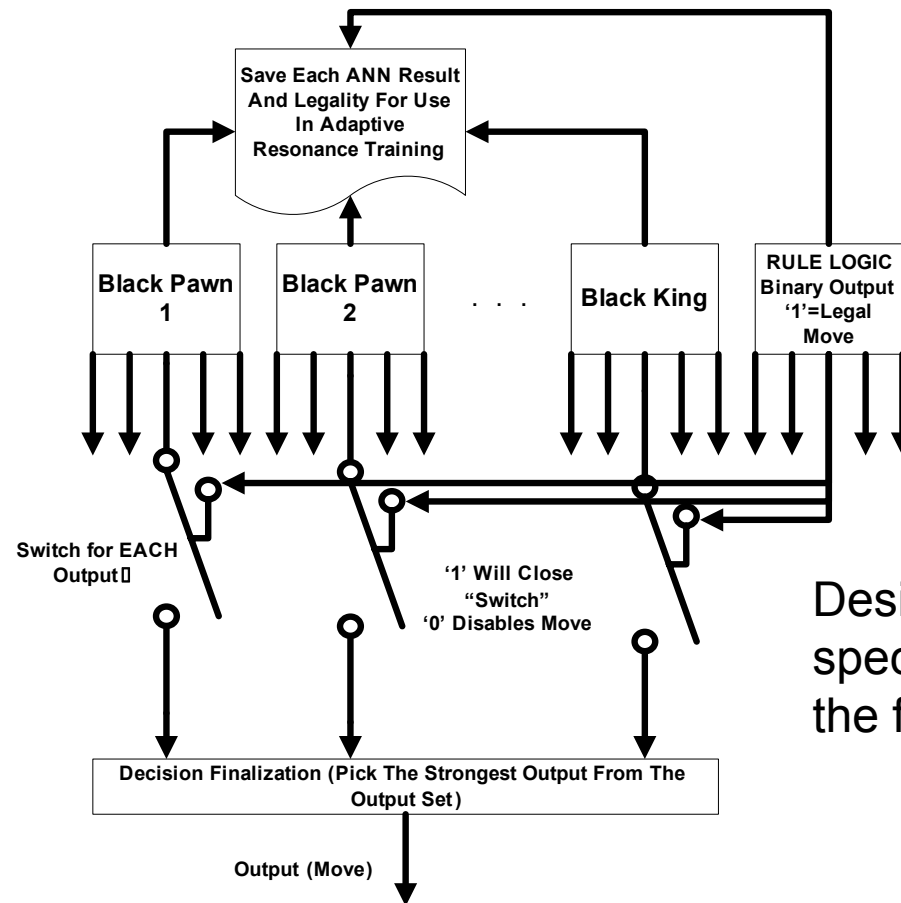 Save Each ANN Result
And Legality For Use
In Adaptive
Resonance Training
Black Pawn
1
Black Pawn
2
. . .
Black King
RULE LOGIC
Binary Output
‘1’=Legal
Move
Switch for EACH
Output▯
‘1’ Will Close
“Switch”
‘0’ Disables Move
Decision Finalization (Pick The Strongest Output From The
Output Set)
Output (Move)
the